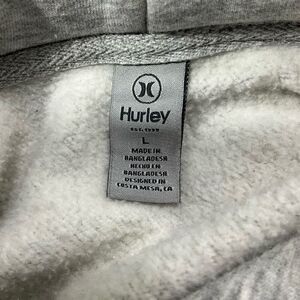 Hurley
EST. 1999
L
MADE IN
BANGLADESH
HECHO EN
BANGLADESH
DESIGNED IN
COSTA MESA, CA